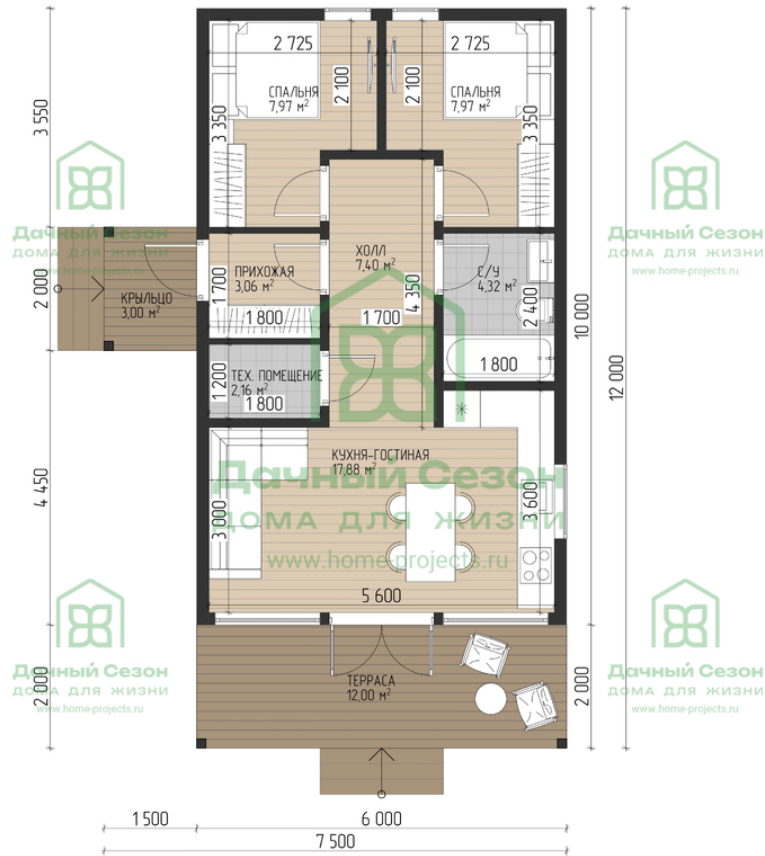 2 725
2 725
СПАЛЬНЯ
7,97 м²
2 100
2 100
СПАЛЬНЯ
7,97 м²
3 550
3 350
3 350
Дачный Сезон
ДОМА ДЛЯ ЖИЗНИ
www.home-projects.ru
Дачный Сезон
ДОМА ДЛЯ ЖИЗНИ
www.home-projects.ru
2 000
КРЫЛЬЦО
3,00 м²
1 700
ПРИХОЖАЯ
3,06 м²
1 800
ХОЛЛ
7,40 м²
4 350
1 700
С/У
4,32 м²
2 400
1 800
10 000
12 000
1 200
ТЕХ. ПОМЕЩЕНИЕ
2,16 м²
1 800
КУХНЯ-ГОСТИНАЯ
17,88 м²
Дачный Сезон
ДОМА ДЛЯ ЖИЗНИ
www.home-projects.ru
4 450
3 000
3 600
5 600
Дачный Сезон
ДОМА ДЛЯ ЖИЗНИ
www.home-projects.ru
Дачный Сезон
ДОМА ДЛЯ ЖИЗНИ
www.home-projects.ru
2 000
ТЕРРАСА
12,00 м²
2 000
1 500
6 000
7 500